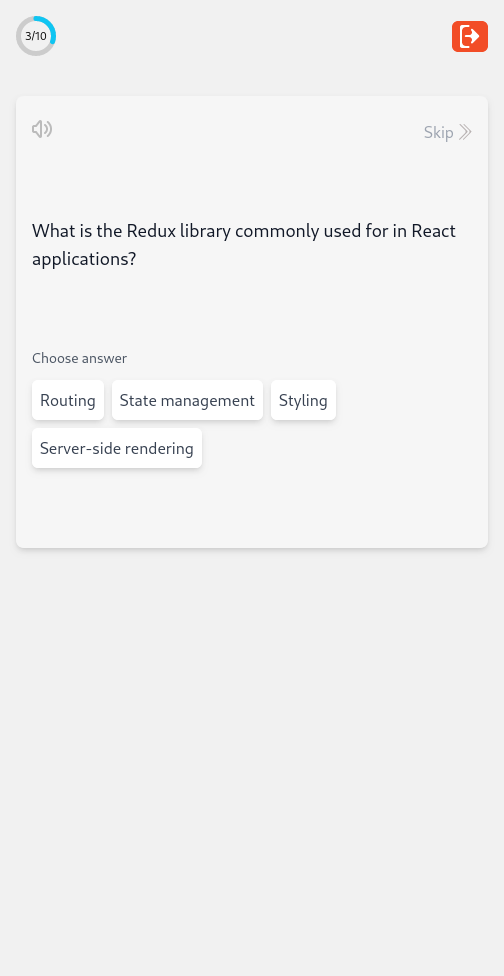 3/10
Skip
What is the Redux library commonly used for in React
applications?
Choose answer
Routing
State management
Styling
Server-side rendering